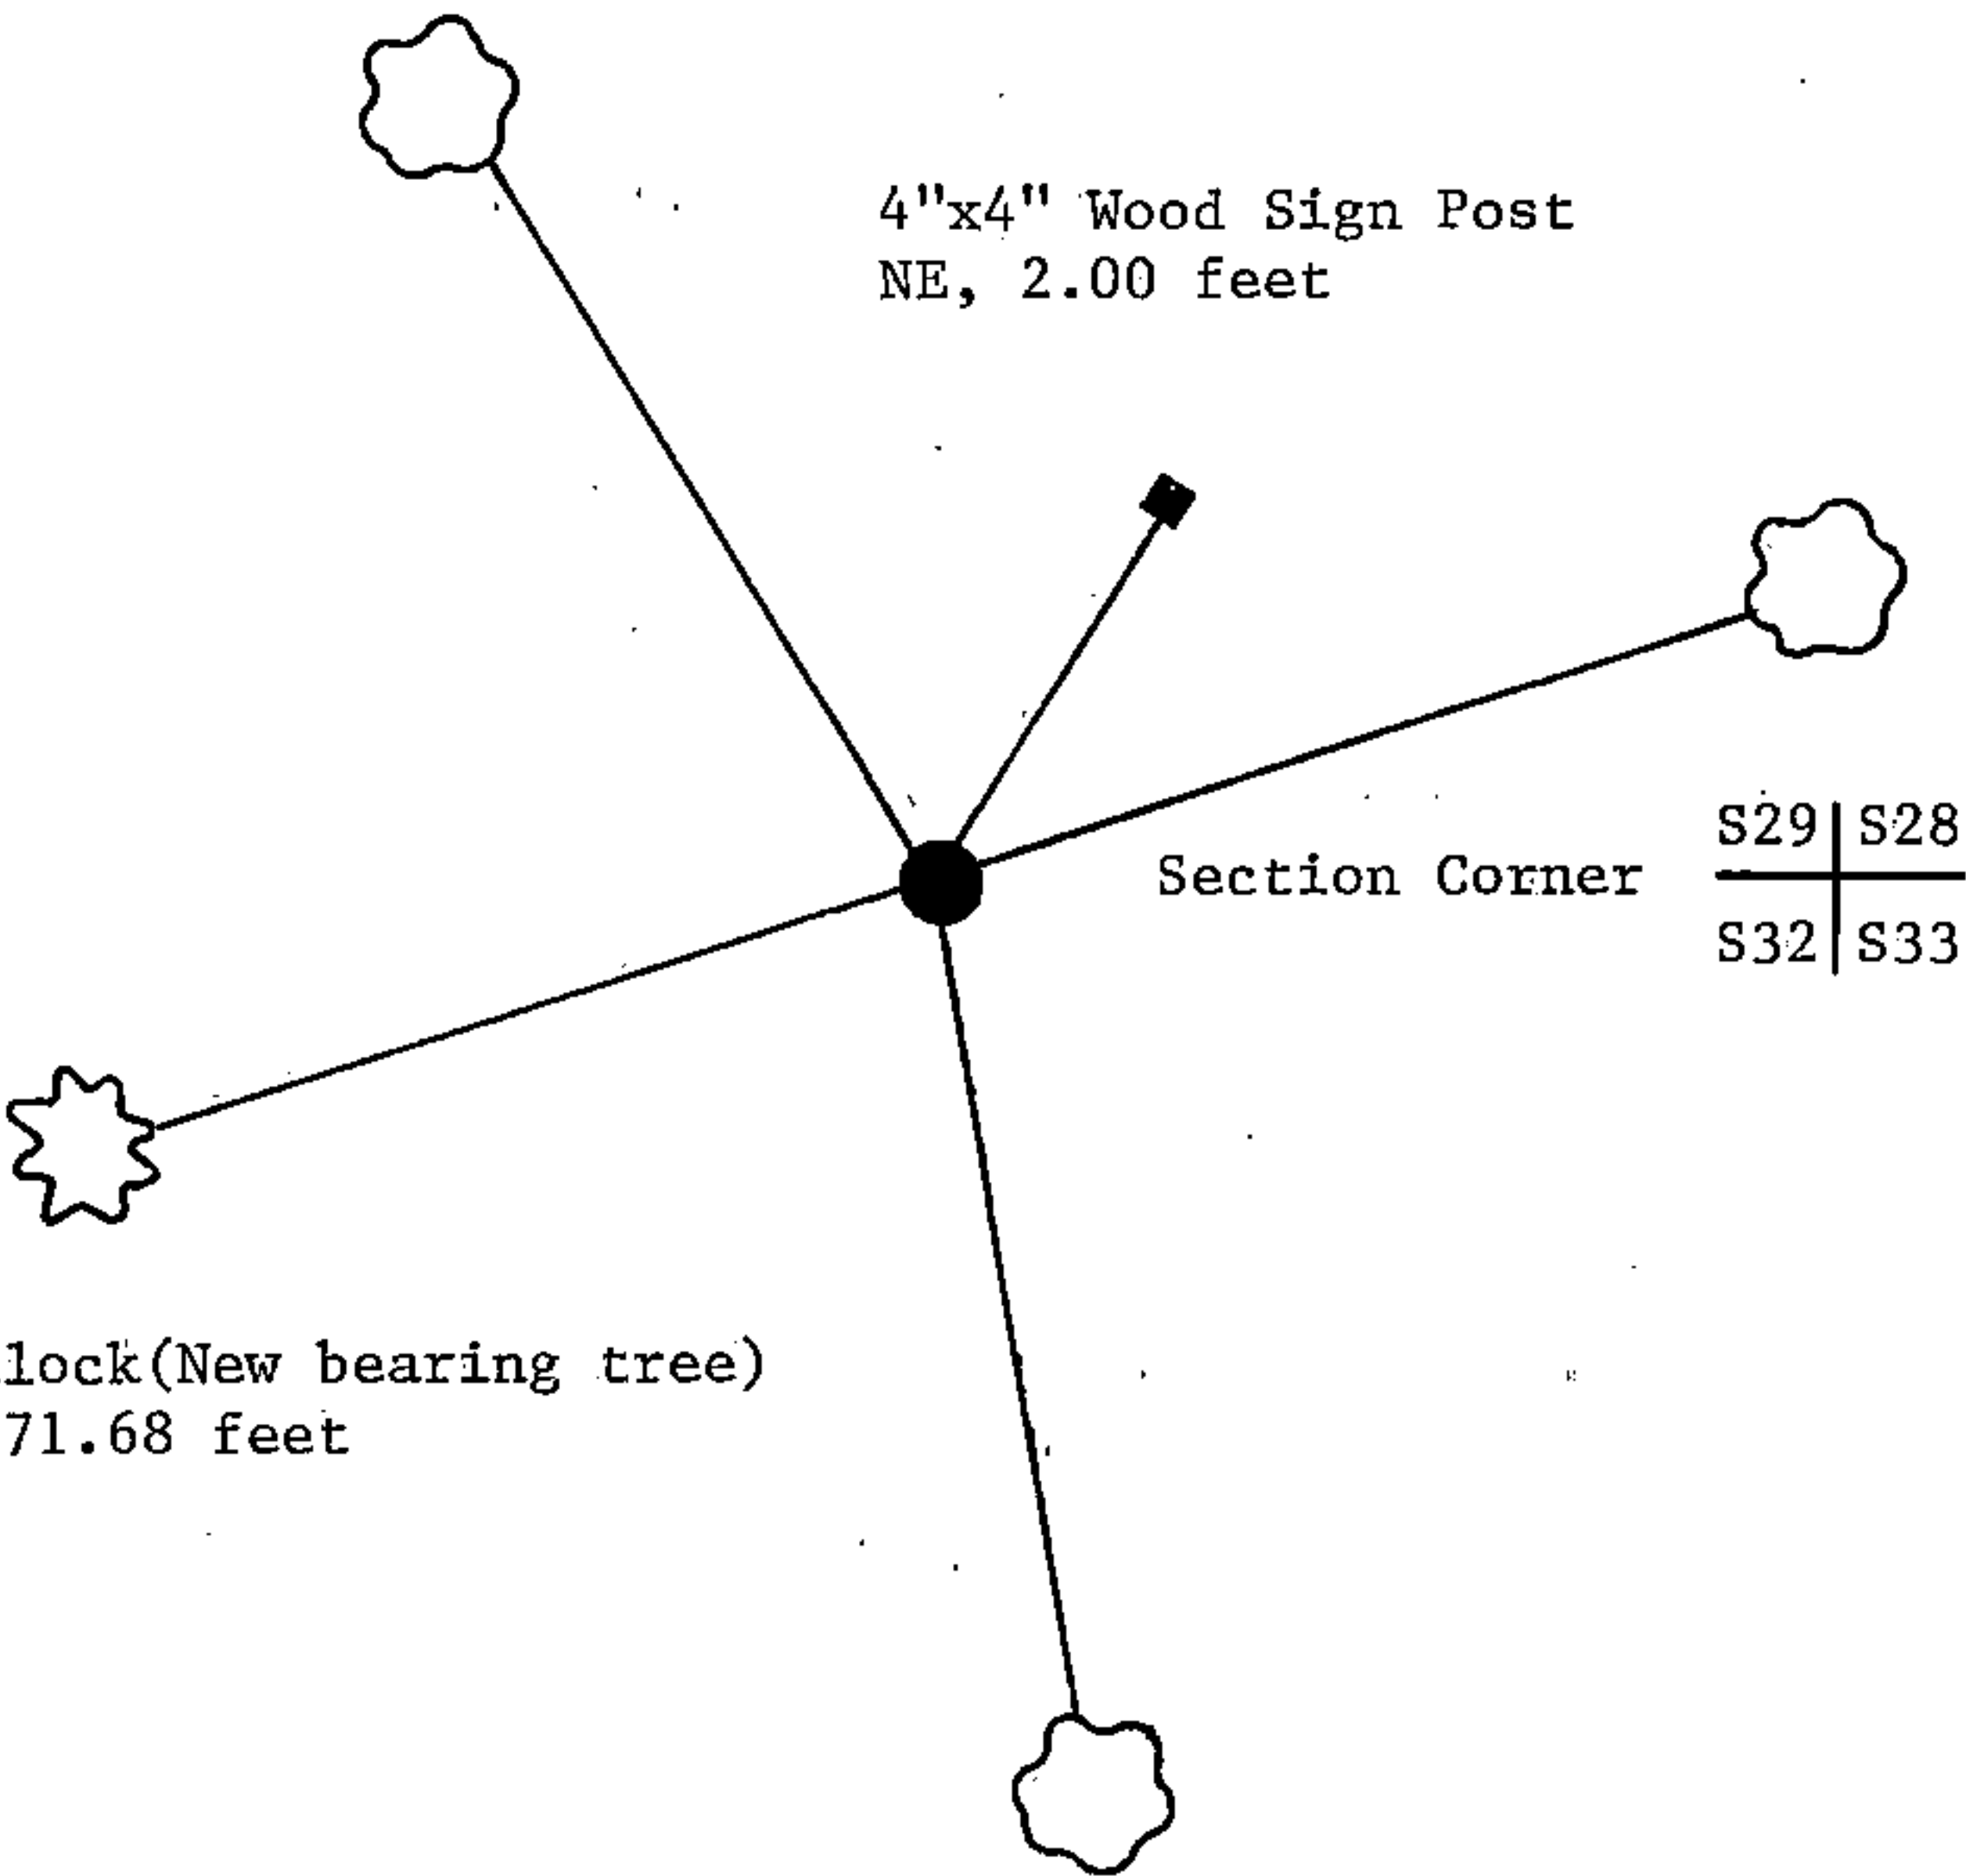 4"x4" Wood Sign Post
NE, 2.00 feet
S29 S28
Section Corner
S32 S33
lock(New bearing tree)
71.68 feet